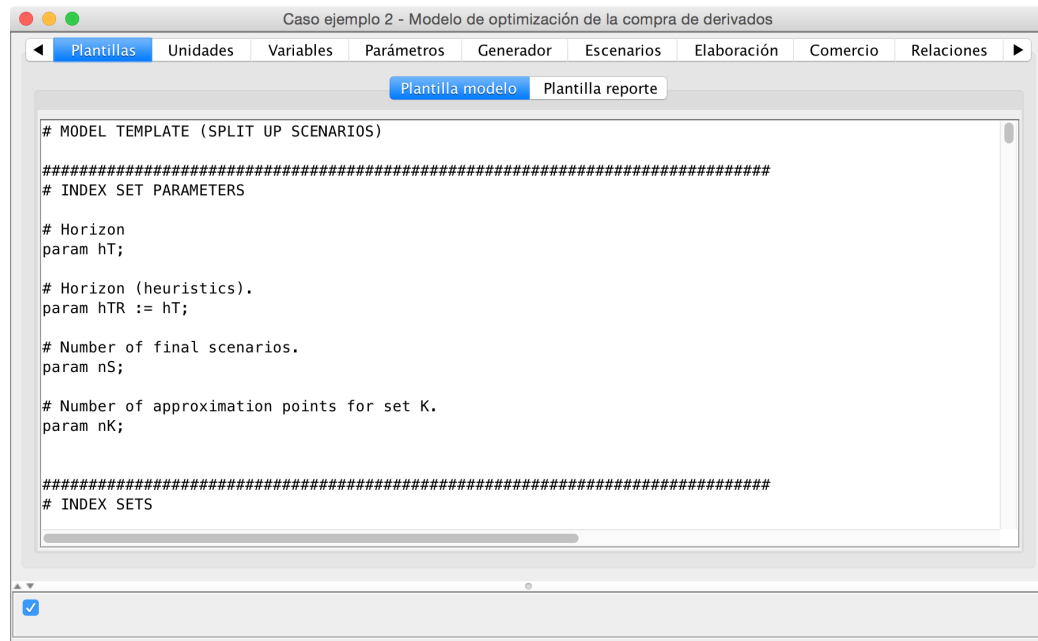 Caso ejemplo 2 - Modelo de optimización de la compra de derivados
Plantillas Unidades Variables Parámetros Generador Escenarios Elaboración Comercio Relaciones
Plantilla modelo Plantilla reporte
# MODEL TEMPLATE (SPLIT UP SCENARIOS)
###############################################################################
# INDEX SET PARAMETERS
# Horizon
param hT;
# Horizon (heuristics).
param hTR := hT;
# Number of final scenarios.
param nS;
# Number of approximation points for set K.
param nK;
###############################################################################
# INDEX SETS